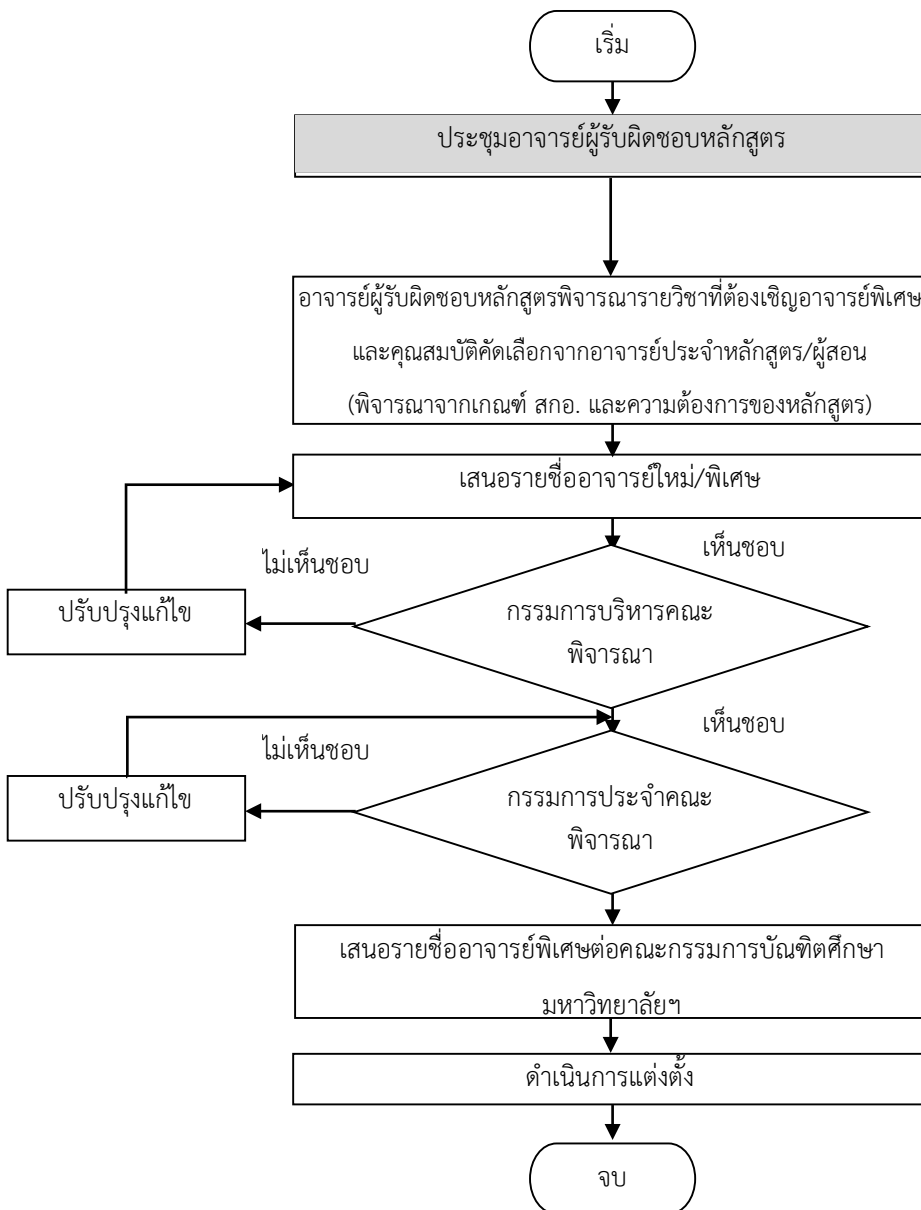 เริ่ม
ประชุมอาจารย์ผู้รับผิดชอบหลักสูตร
อาจารย์ผู้รับผิดชอบหลักสูตรพิจารณารายวิชาที่ต้องเชิญอาจารย์พิเศษ
และคุณสมบัติคัดเลือกจากอาจารย์ประจำหลักสูตร/ผู้สอน
(พิจารณาจากเกณฑ์ สกอ. และความต้องการของหลักสูตร)
เสนอรายชื่ออาจารย์ใหม่/พิเศษ
ไม่เห็นชอบ
เห็นชอบ
ปรับปรุงแก้ไข
กรรมการบริหารคณะ
พิจารณา
ไม่เห็นชอบ
เห็นชอบ
ปรับปรุงแก้ไข
กรรมการประจำคณะ
พิจารณา
เสนอรายชื่ออาจารย์พิเศษต่อคณะกรรมการบัณฑิตศึกษา
มหาวิทยาลัยฯ
ดำเนินการแต่งตั้ง
จบ